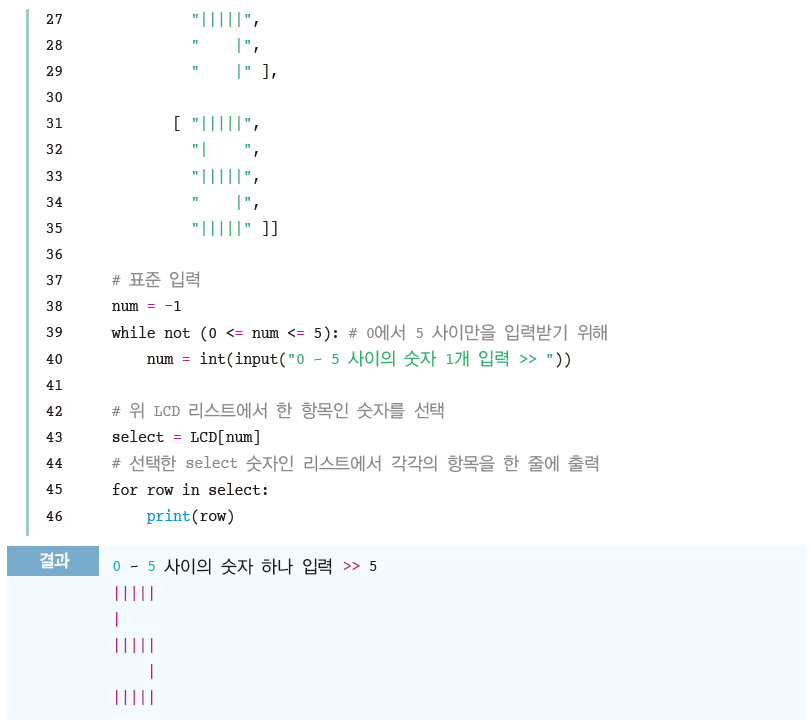 27         "|||||",
28         "    |",
29         "    |" ],
30
31       [ "|||||",
32         "|    ",
33         "|||||",
34         "    |",
35         "|||||" ]]
36
37 # 표준 입력
38 num = -1
39 while not (0 <= num <= 5): # 0에서 5 사이만을 입력받기 위해
40     num = int(input("0 ~ 5 사이의 숫자 1개 입력 >> "))
41
42 # 위 LCD 리스트에서 한 항목인 숫자를 선택
43 select = LCD[num]
44 # 선택한 select 숫자인 리스트에서 각각의 항목을 한 줄에 출력
45 for row in select:
46     print(row)
결과 0 ~ 5 사이의 숫자 하나 입력 >> 5
|||||
|
|||||
    |
|||||